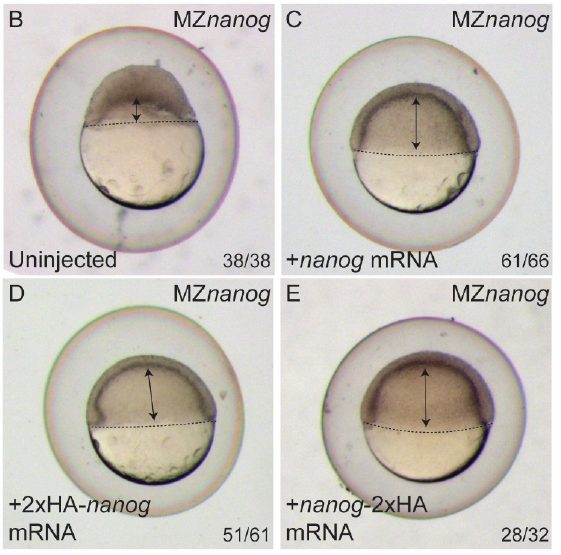 B MZnanog
Uninjected 38/38
C MZnanog
+nanog mRNA 61/66
D MZnanog
+2xHA-nanog
mRNA 51/61
E MZnanog
+nanog-2xHA
mRNA 28/32